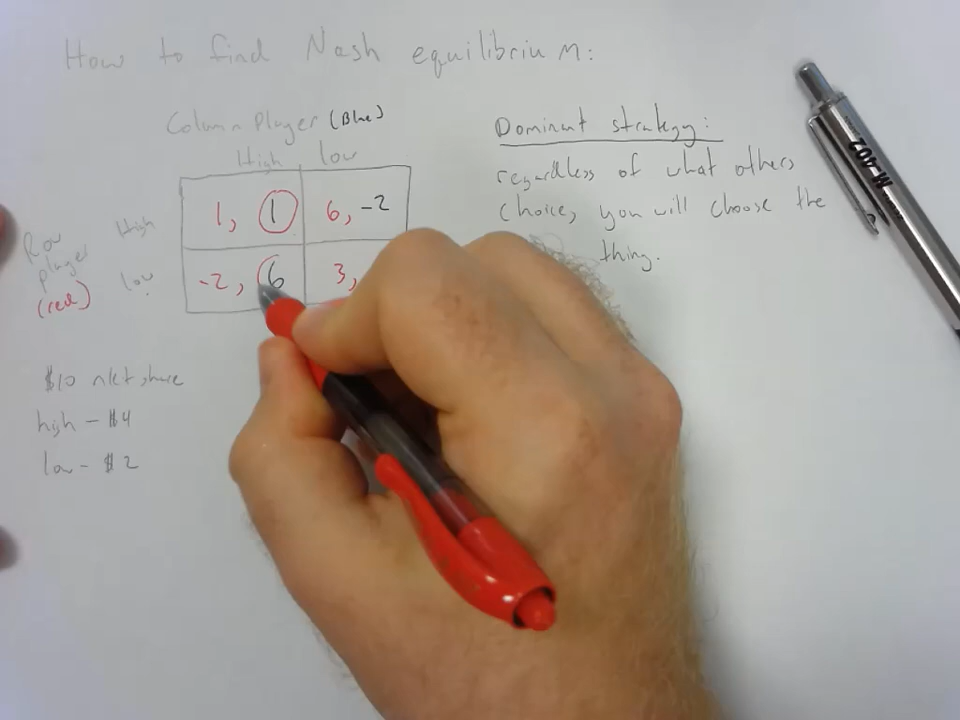 How to find Nash equilibrium:
Column Player (Blue)
High low
High 1, 1 6, -2
low -2, 6 3,
Row player (red)
$10 mkt share
high - $4
low - $2
Dominant strategy:
regardless of what others
choice, you will choose the
thing.
M-402